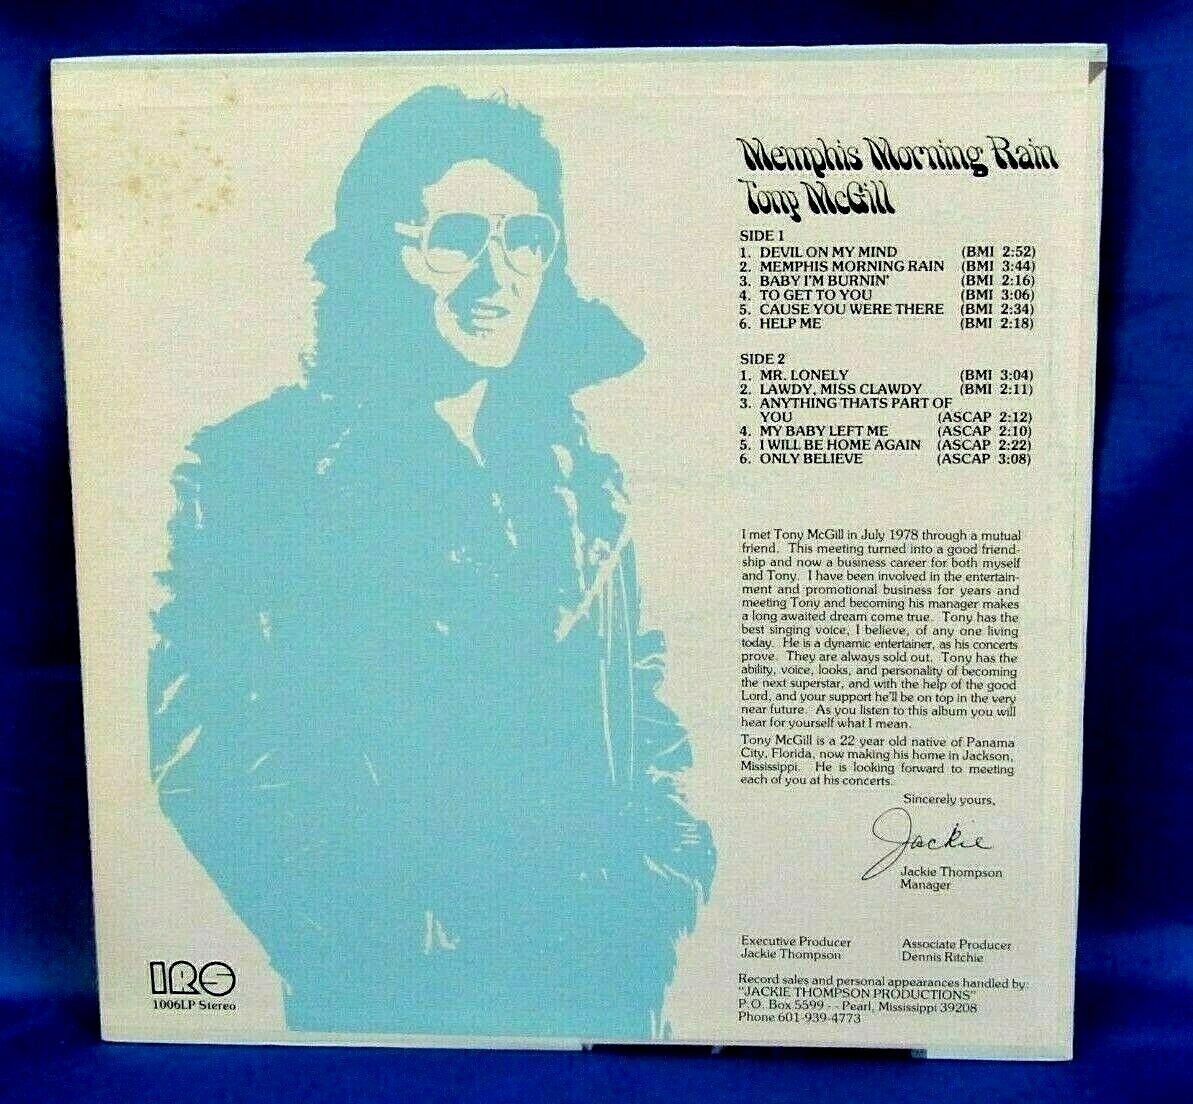 Memphis Morning Rain
Tony McGill
SIDE 1
1. DEVIL ON MY MIND (BMI 2:52)
2. MEMPHIS MORNING RAIN (BMI 3:44)
3. BABY I'M BURNIN' (BMI 2:16)
4. TO GET TO YOU (BMI 3:06)
5. CAUSE YOU WERE THERE (BMI 2:34)
6. HELP ME (BMI 2:18)
SIDE 2
1. MR. LONELY (BMI 3:04)
2. LAWDY, MISS CLAWDY (BMI 2:11)
3. ANYTHING THATS PART OF
YOU (ASCAP 2:12)
4. MY BABY LEFT ME (ASCAP 2:10)
5. I WILL BE HOME AGAIN (ASCAP 2:22)
6. ONLY BELIEVE (ASCAP 3:08)
I met Tony McGill in July 1978 through a mutual
friend. This meeting turned into a good friend-
ship and now a business career for both myself
and Tony. I have been involved in the entertain-
ment and promotional business for years and
meeting Tony and becoming his manager makes
a long awaited dream come true. Tony has the
best singing voice, I believe, of any one living
today. He is a dynamic entertainer, as his concerts
prove. They are always sold out. Tony has the
ability, voice, looks, and personality of becoming
the next superstar, and with the help of the good
Lord, and your support he'll be on top in the very
near future. As you listen to this album you will
hear for yourself what I mean.
Tony McGill is a 22 year old native of Panama
City, Florida, now making his home in Jackson,
Mississippi. He is looking forward to meeting
each of you at his concerts.
Sincerely yours,
Jackie
Jackie Thompson
Manager
Executive Producer
Jackie Thompson
Associate Producer
Dennis Ritchie
Record sales and personal appearances handled by:
"JACKIE THOMPSON PRODUCTIONS"
P.O. Box 5599 - - Pearl, Mississippi 39208
Phone 601-939-4773
IRS
1006LP Stereo